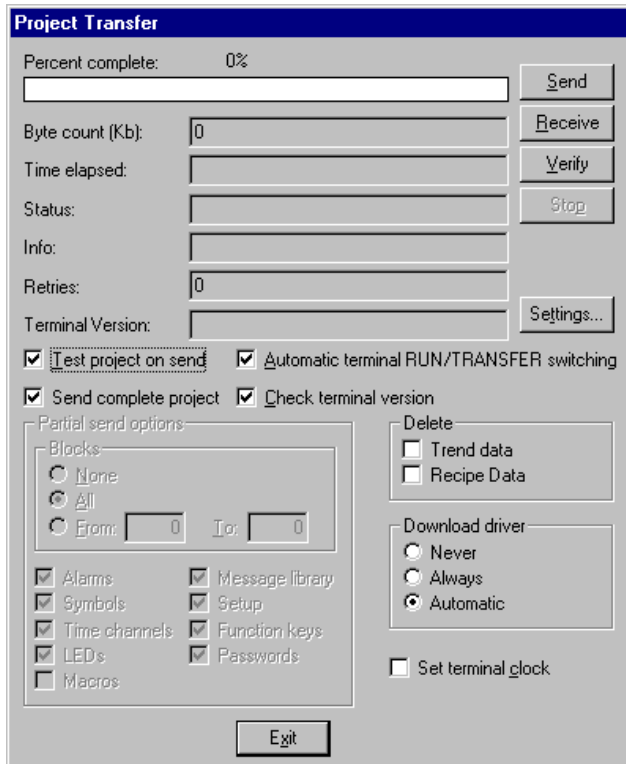 Project Transfer
Percent complete: 0%
Send
Byte count (Kb): 0
Receive
Time elapsed:
Verify
Status:
Stop
Info:
Retries: 0
Terminal Version:
Settings...
Test project on send
Automatic terminal RUN/TRANSFER switching
Send complete project
Check terminal version
Partial send options
Blocks
None
All
From: 0 To: 0
Alarms
Message library
Symbols
Setup
Time channels
Function keys
LEDs
Passwords
Macros
Delete
Trend data
Recipe Data
Download driver
Never
Always
Automatic
Set terminal clock
Exit